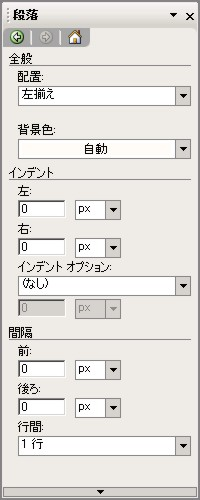 段落
全般
配置:
左揃え
背景色:
自動
インデント
左:
0 px
右:
0 px
インデント オプション:
(なし)
0 px
間隔
前:
0 px
後ろ:
0 px
行間:
1 行